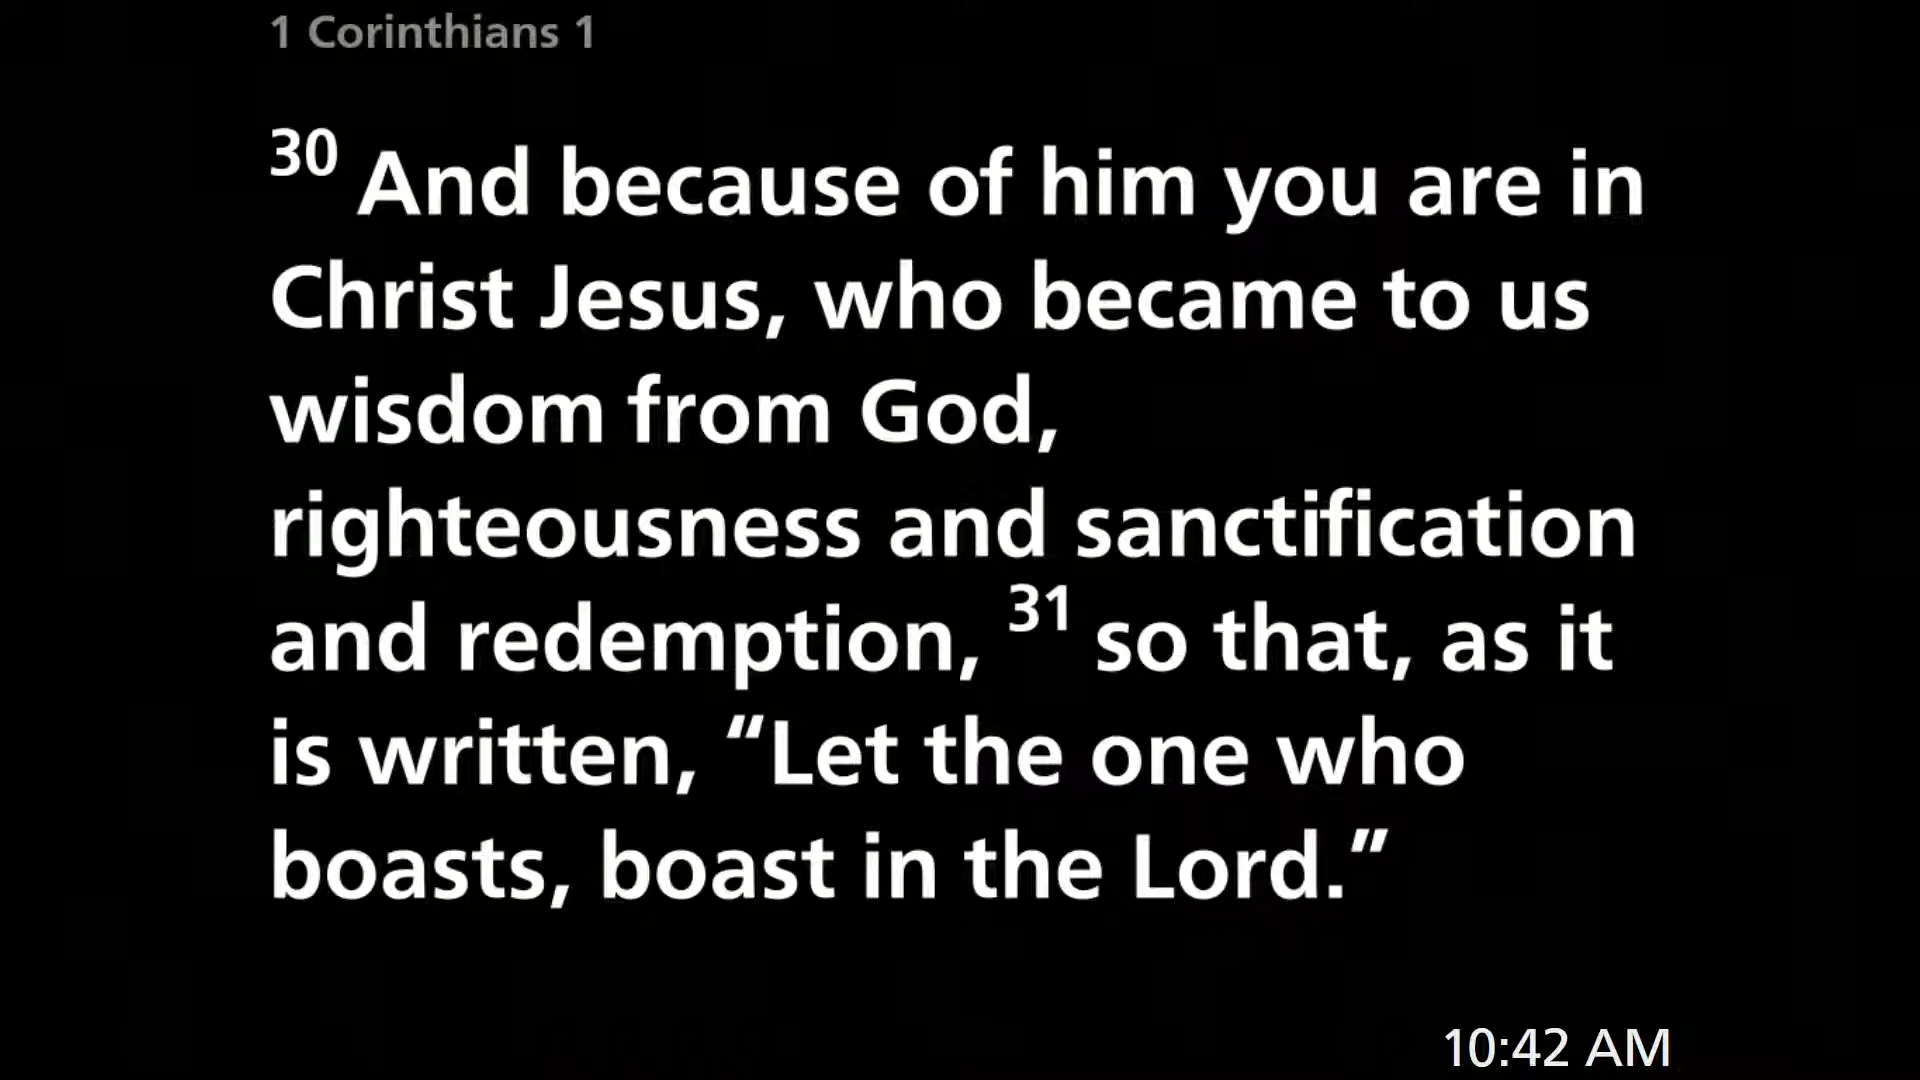 1 Corinthians 1
30 And because of him you are in
Christ Jesus, who became to us
wisdom from God,
righteousness and sanctification
and redemption, 31 so that, as it
is written, “Let the one who
boasts, boast in the Lord.”
10:42 AM